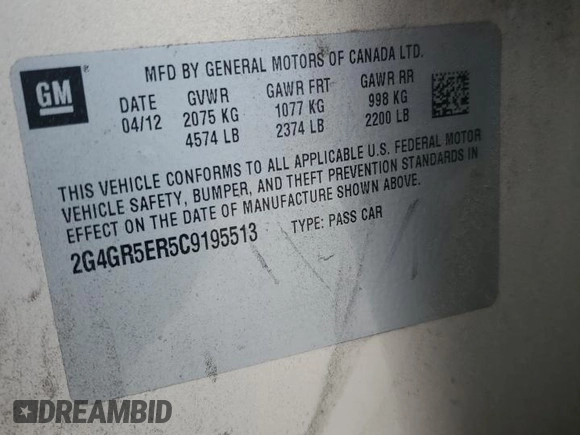 GM
MFD BY GENERAL MOTORS OF CANADA LTD.
DATE GVWR GAWR FRT GAWR RR
04/12 2075 KG 1077 KG 998 KG
4574 LB 2374 LB 2200 LB
THIS VEHICLE CONFORMS TO ALL APPLICABLE U.S. FEDERAL MOTOR
VEHICLE SAFETY, BUMPER, AND THEFT PREVENTION STANDARDS IN
EFFECT ON THE DATE OF MANUFACTURE SHOWN ABOVE.
2G4GR5ER5C9195513 TYPE: PASS CAR
DREAMBID